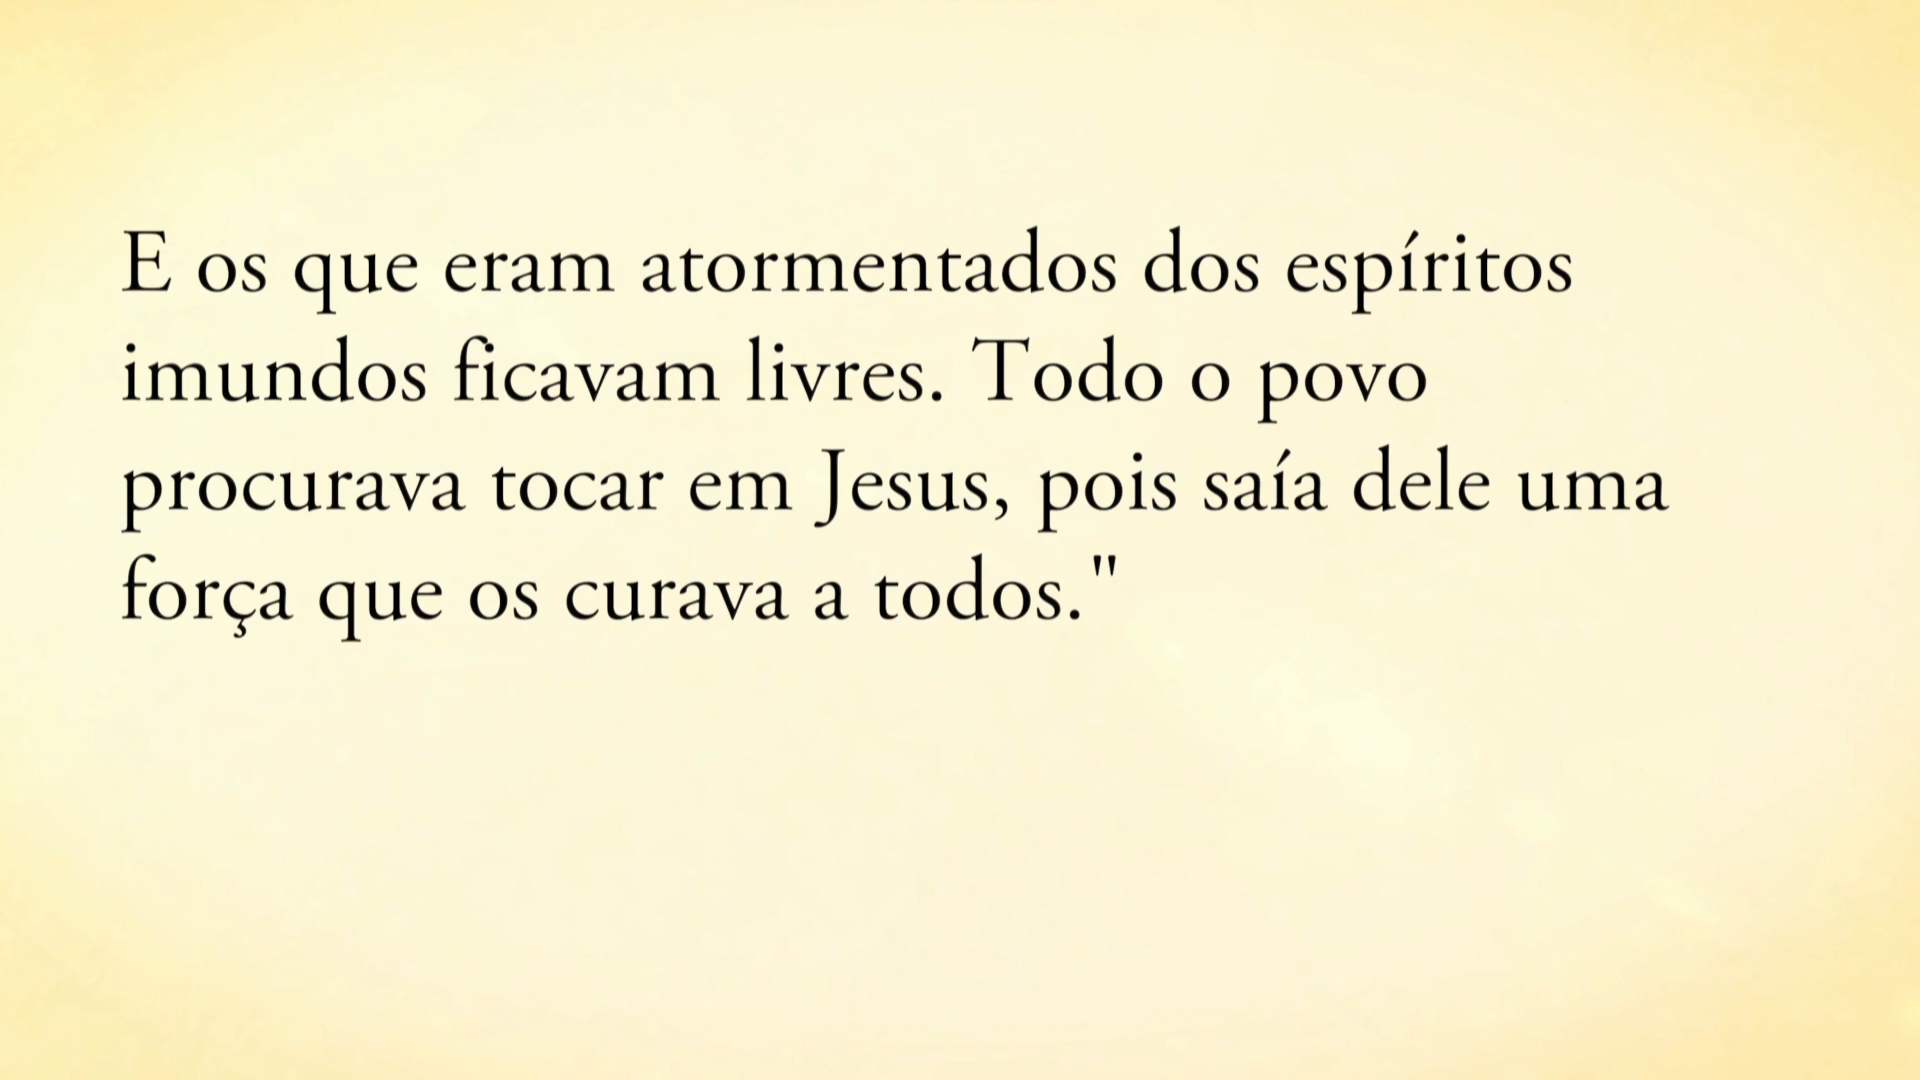 E os que eram atormentados dos espíritos
imundos ficavam livres. Todo o povo
procurava tocar em Jesus, pois saía dele uma
força que os curava a todos."